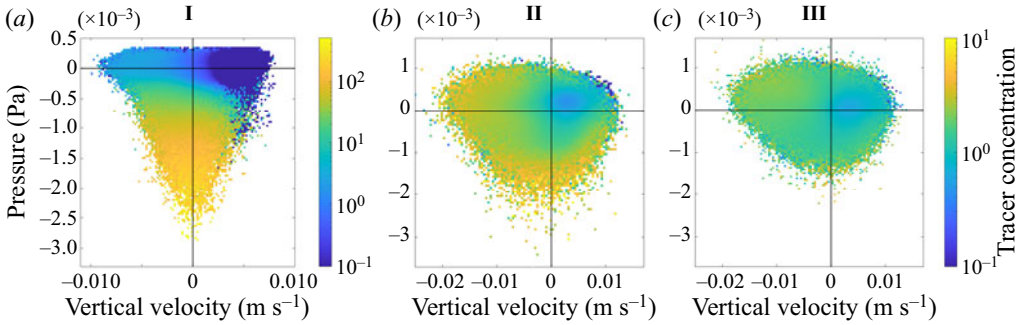 (a) (×10⁻³) I
(b) (×10⁻³) II
(c) (×10⁻³) III
Pressure (Pa)
0.5
0
−0.5
−1.0
−1.5
−2.0
−2.5
−3.0
−0.010 0 0.010
Vertical velocity (m s⁻¹)
10²
10¹
10⁰
10⁻¹
1
0
−1
−2
−3
−0.02 −0.01 0 0.01
Vertical velocity (m s⁻¹)
1
0
−1
−2
−3
−0.02 −0.01 0 0.01
Vertical velocity (m s⁻¹)
10¹
10⁰
10⁻¹
Tracer concentration